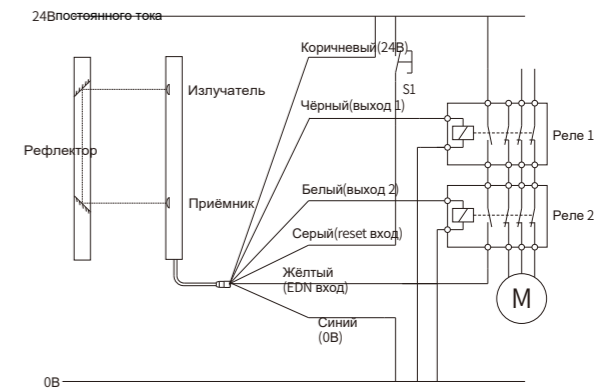 24Впостоянного тока
Коричневый(24В)
S1
Излучатель
Чёрный(выход 1)
Реле 1
Рефлектор
Белый(выход 2)
Приёмник
Реле 2
Серый(reset вход)
Жёлтый
(EDN вход)
M
Синий
(0В)
0В